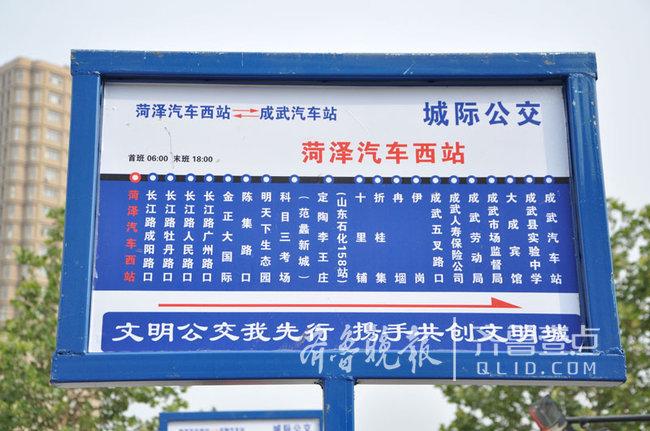 菏泽汽车西站⇌成武汽车站
城际公交
菏泽汽车西站
首班 06:00 末班 18:00
菏泽汽车西站
长江路咸阳路口
长江路牡丹路口
长江路人民路口
长江路广州路口
金正大国际
陈集路口
明天下生态园
科目三考场
(范蠡新城)
定陶李王庄
(山东石化158站)
十里铺
折桂集
冉堌
伊岗
成武五叉路口
成武人寿保险公司
成武劳动局
成武市场监督局
大成宾馆
成武县实验中学
成武汽车站
文明公交我先行 携手共创文明城
齐鲁晚报
齐鲁壹点
QLID.COM